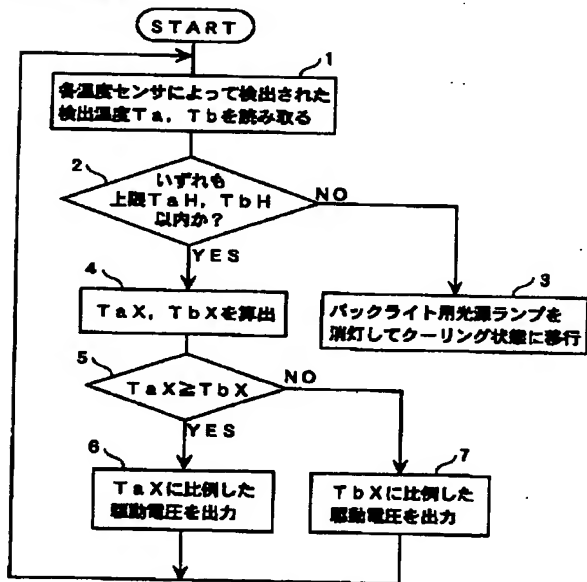 START
1
各温度センサによって検出された
検出温度Ta，Tbを読み取る
2
いずれも
上限TaH，TbH
以内か？
NO
YES
3
バックライト用光源ランプを
消灯してクーリング状態に移行
4
TaX，TbXを算出
5
TaX≧TbX
NO
YES
6
TaXに比例した
駆動電圧を出力
7
TbXに比例した
駆動電圧を出力